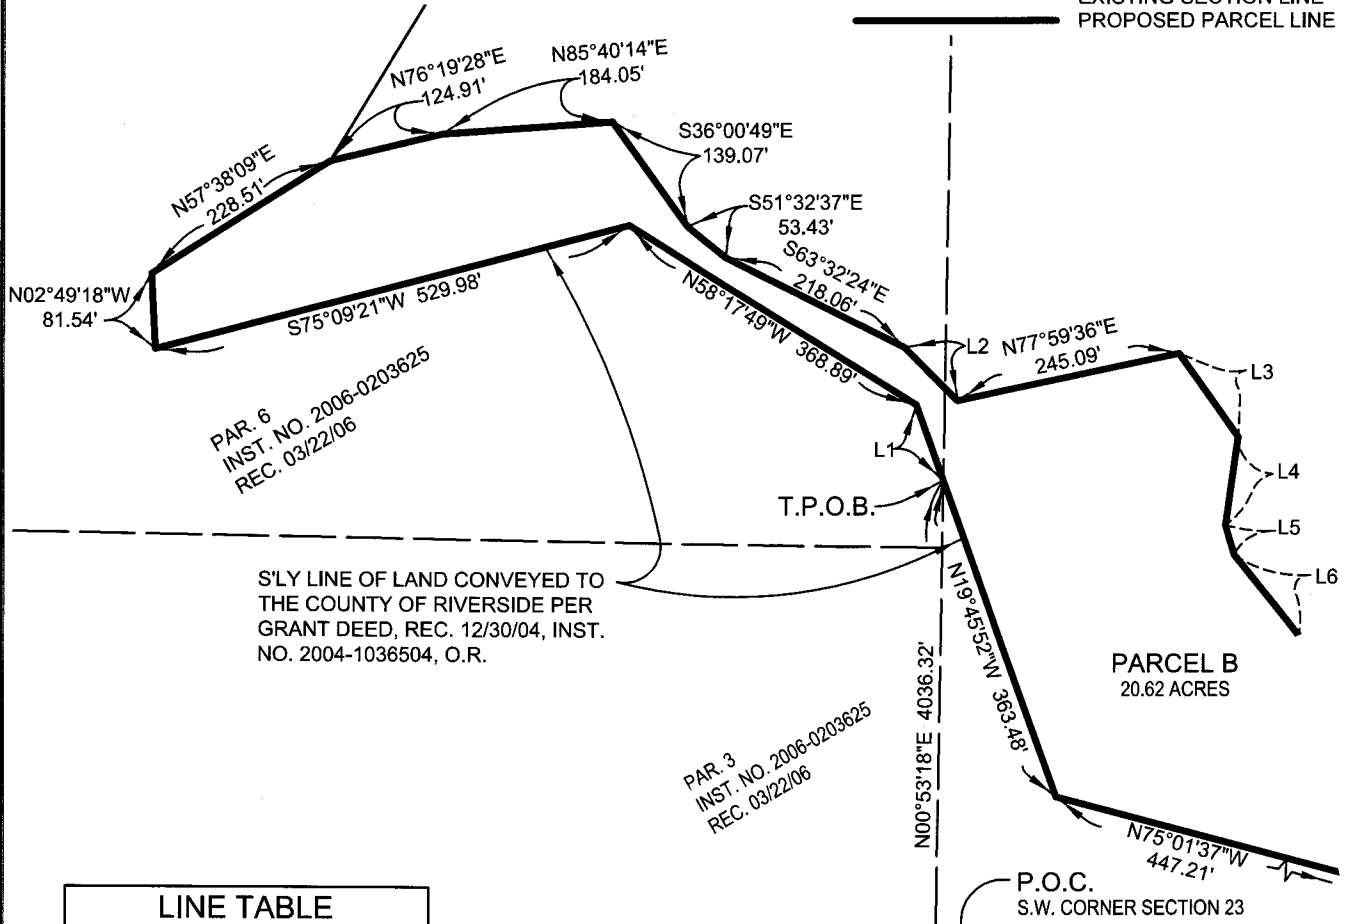 EXISTING SECTION LINE
PROPOSED PARCEL LINE
N76°19'28"E
124.91'
N85°40'14"E
184.05'
S36°00'49"E
139.07'
N57°38'09"E
228.51'
S51°32'37"E
53.43'
S63°32'24"E
218.06'
N02°49'18"W
81.54'
S75°09'21"W 529.98'
N58°17'49"W 368.89'
L2
N77°59'36"E
245.09'
L3
PAR. 6
INST. NO. 2006-0203625
REC. 03/22/06
L1
L4
T.P.O.B.
L5
L6
S'LY LINE OF LAND CONVEYED TO
THE COUNTY OF RIVERSIDE PER
GRANT DEED, REC. 12/30/04, INST.
NO. 2004-1036504, O.R.
N19°45'52"W 363.48'
N00°53'18"E 4036.32'
PARCEL B
20.62 ACRES
PAR. 3
INST. NO. 2006-0203625
REC. 03/22/06
N75°01'37"W
447.21'
P.O.C.
S.W. CORNER SECTION 23
LINE TABLE